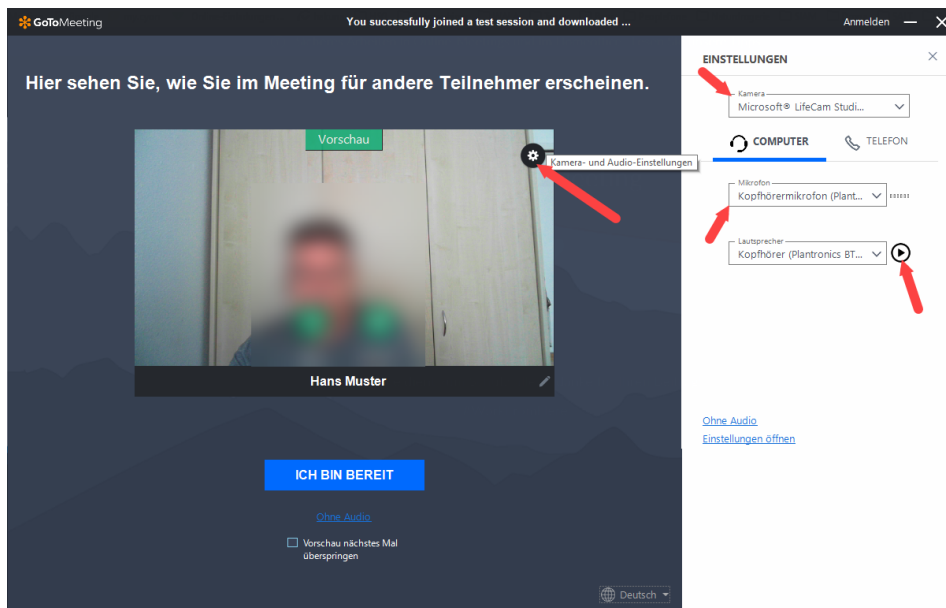 GoToMeeting
You successfully joined a test session and downloaded ...
Anmelden
Hier sehen Sie, wie Sie im Meeting für andere Teilnehmer erscheinen.
Vorschau
Kamera- und Audio-Einstellungen
Hans Muster
ICH BIN BEREIT
Ohne Audio
Vorschau nächstes Mal
überspringen
Deutsch
EINSTELLUNGEN
Kamera
Microsoft® LifeCam Studi...
COMPUTER
TELEFON
Mikrofon
Kopfhörermikrofon (Plant...
Lautsprecher
Kopfhörer (Plantronics BT...
Ohne Audio
Einstellungen öffnen